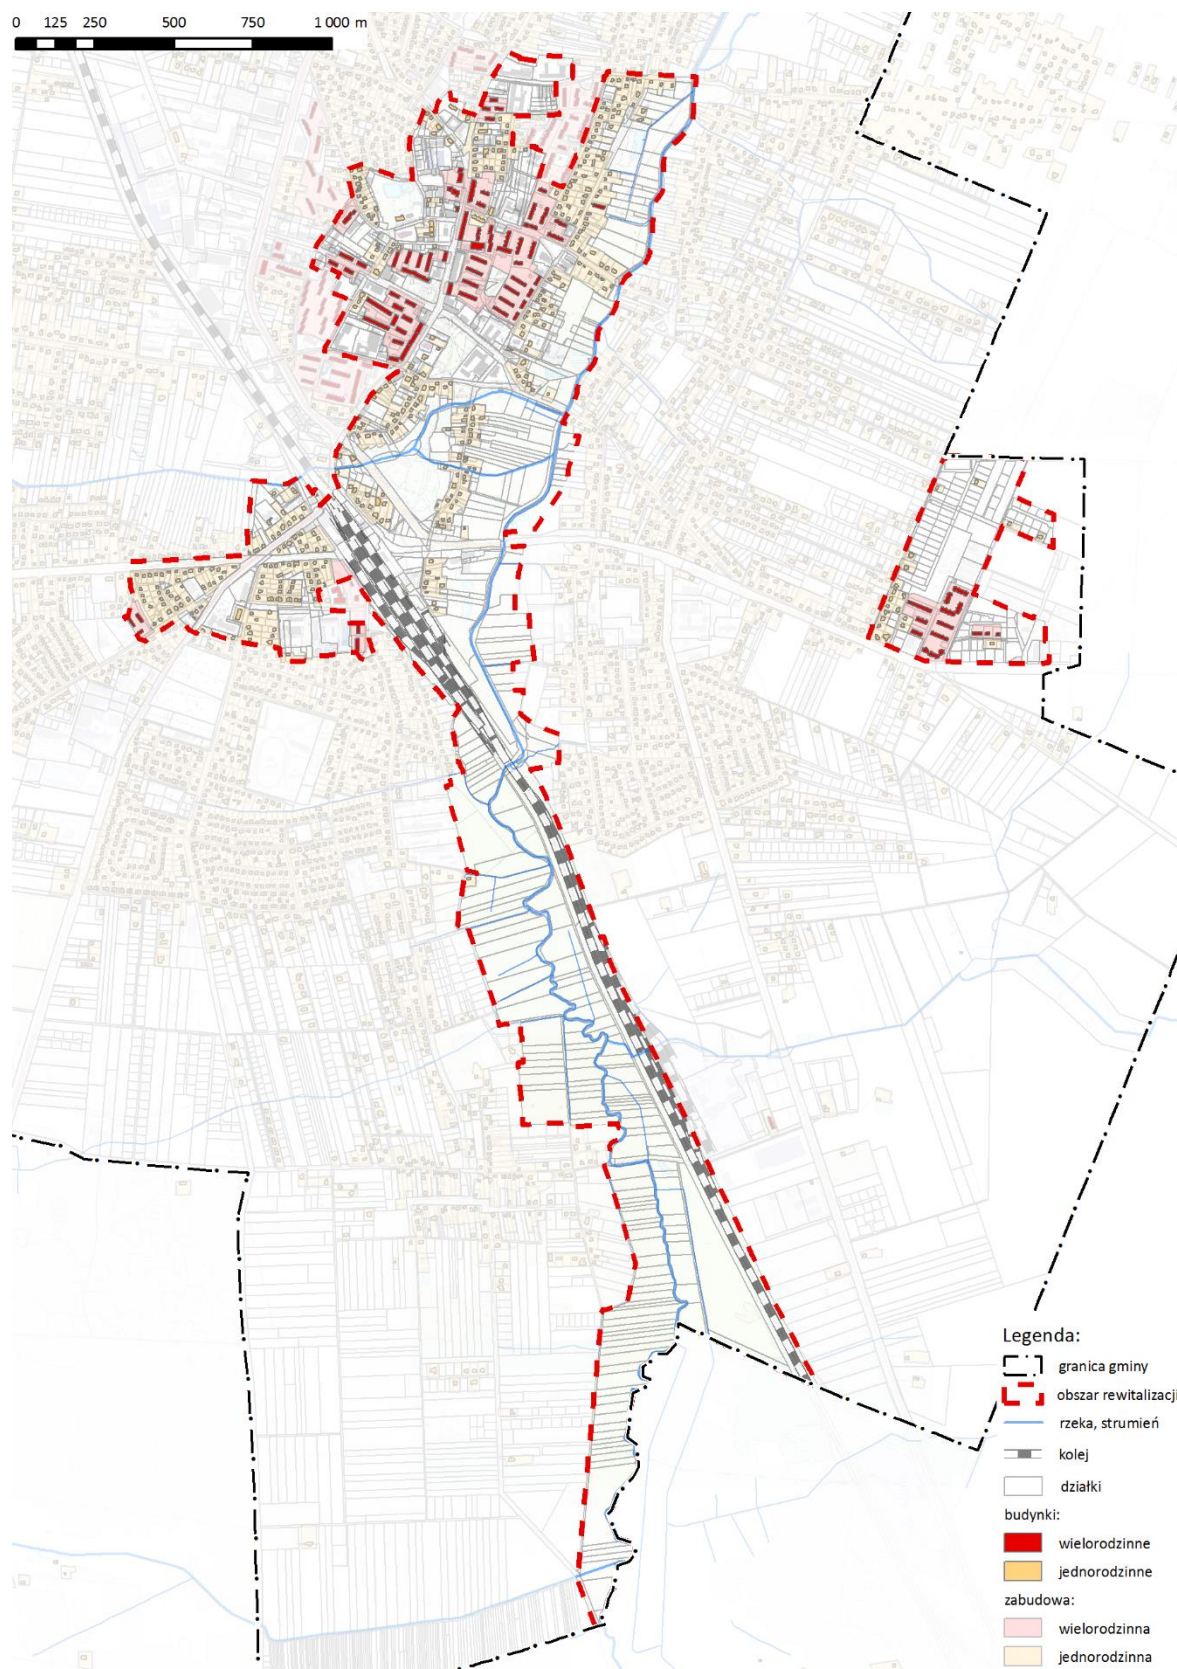 0 125 250 500 750 1 000 m
Legenda:
granica gminy
obszar rewitalizacji
rzeka, strumień
kolej
działki
budynki:
wielorodzinne
jednorodzinne
zabudowa:
wielorodzinna
jednorodzinna